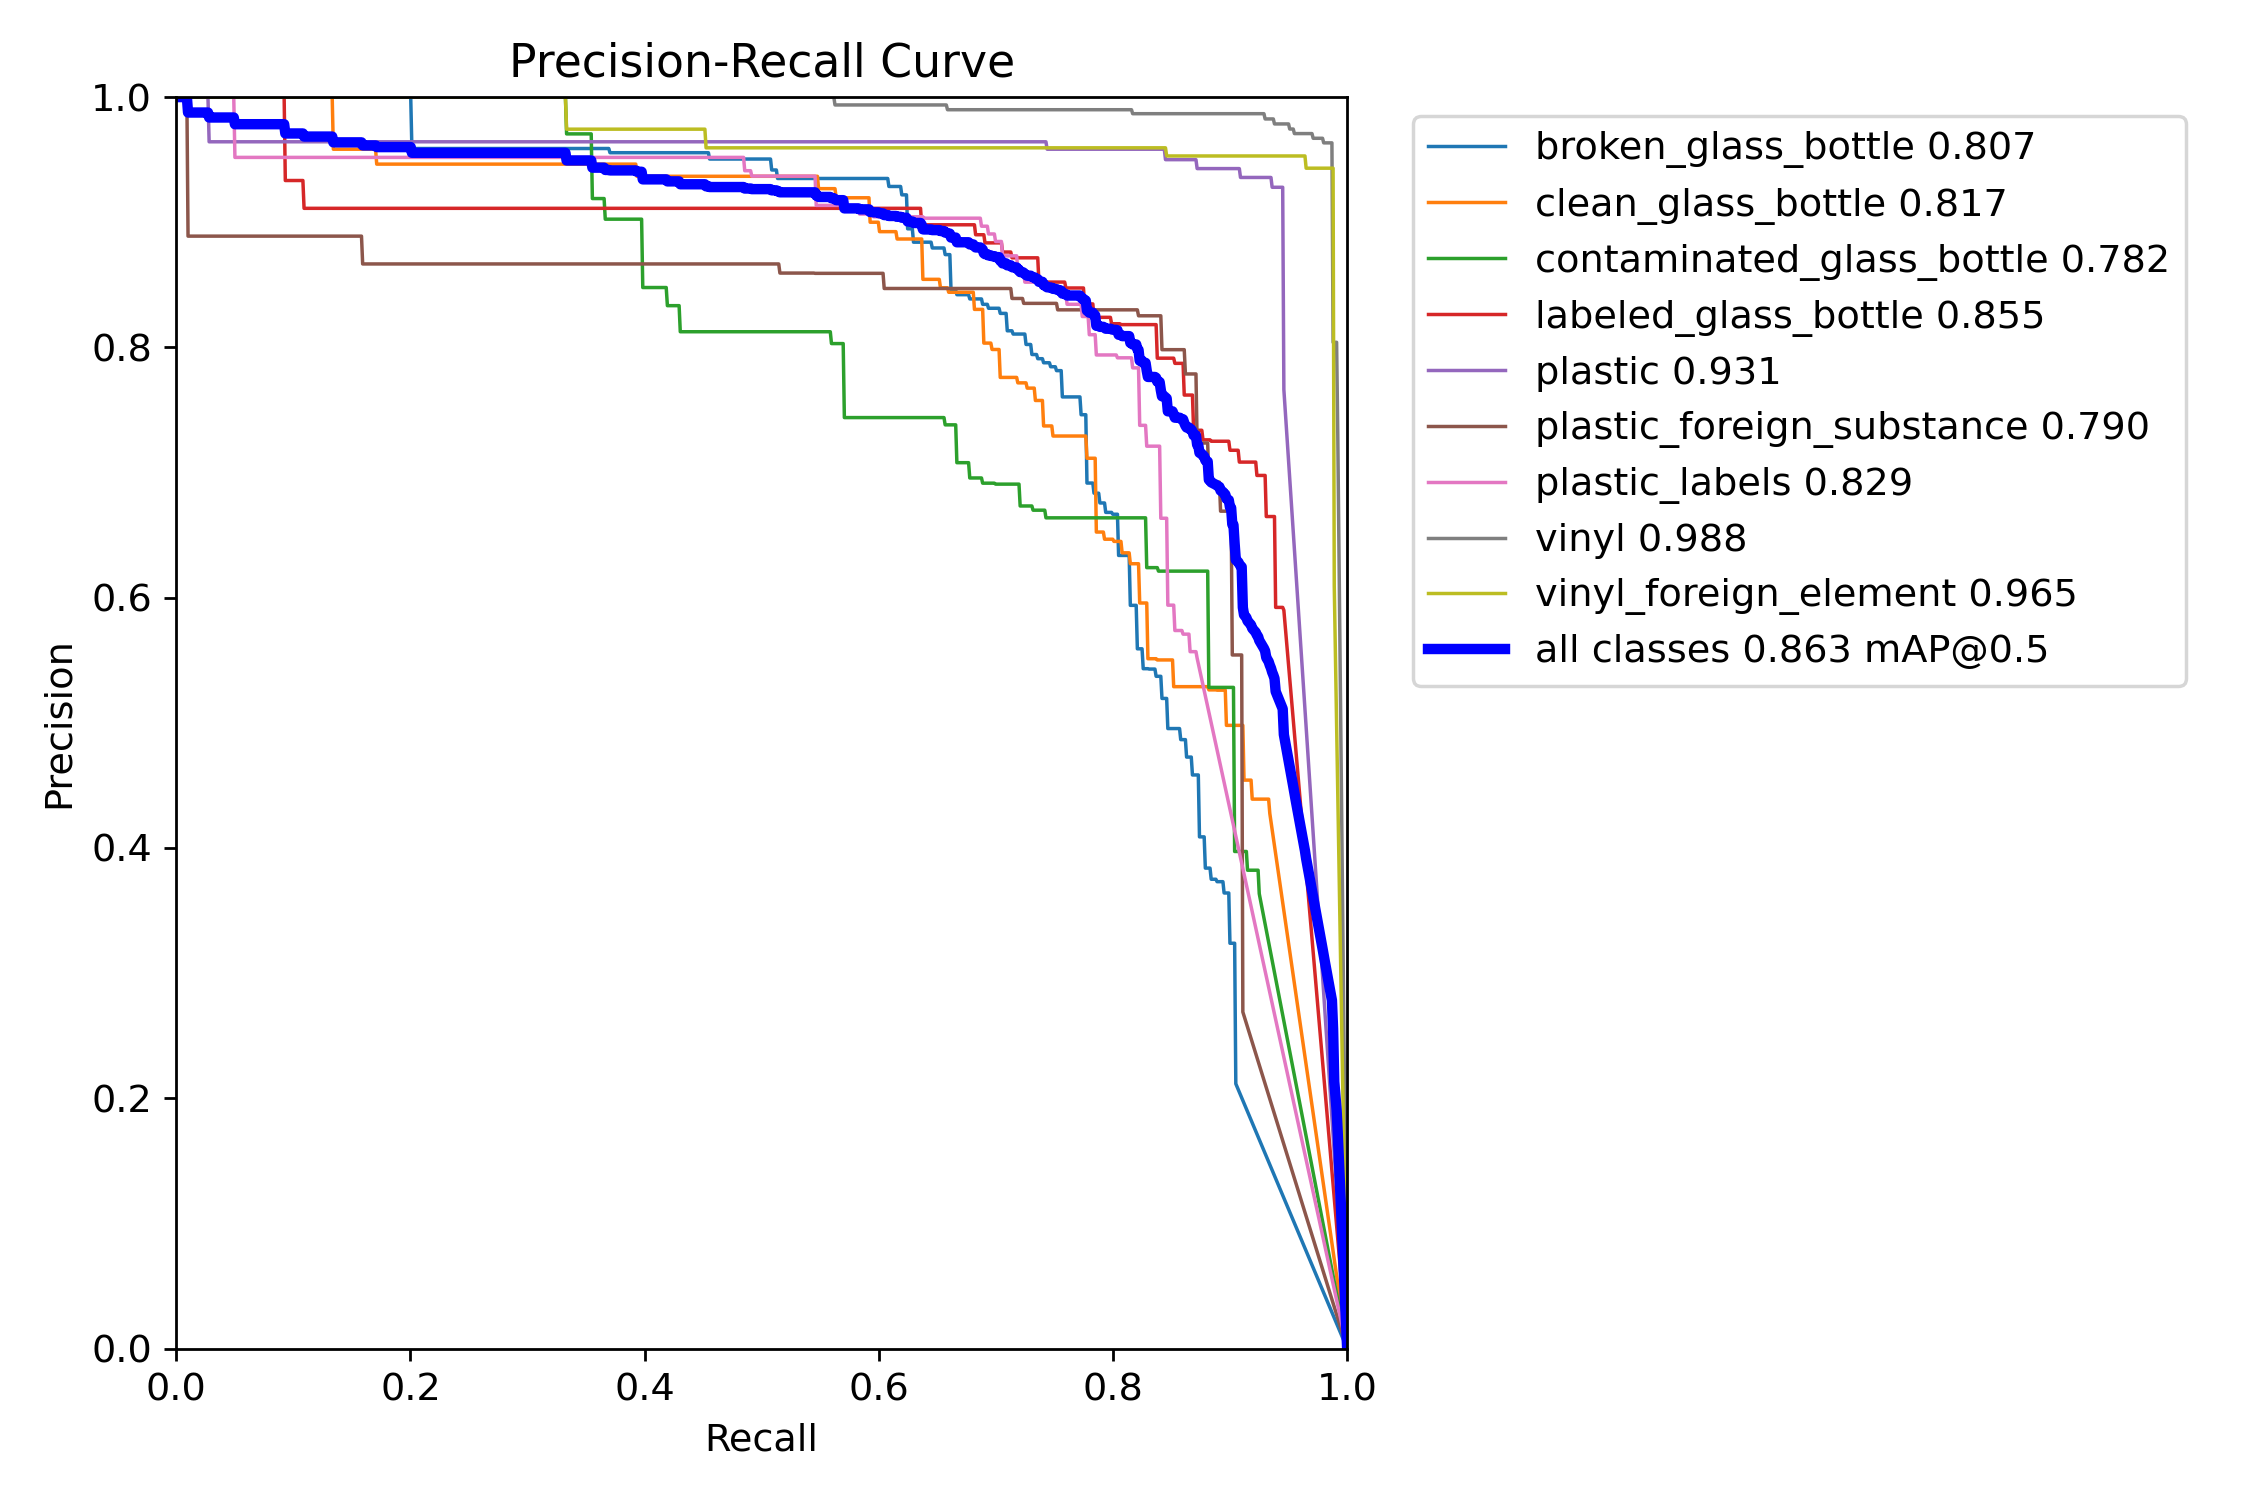 Precision-Recall Curve
1.0
0.8
0.6
0.4
0.2
0.0
Precision
0.0 0.2 0.4 0.6 0.8 1.0
Recall
broken_glass_bottle 0.807
clean_glass_bottle 0.817
contaminated_glass_bottle 0.782
labeled_glass_bottle 0.855
plastic 0.931
plastic_foreign_substance 0.790
plastic_labels 0.829
vinyl 0.988
vinyl_foreign_element 0.965
all classes 0.863 mAP@0.5